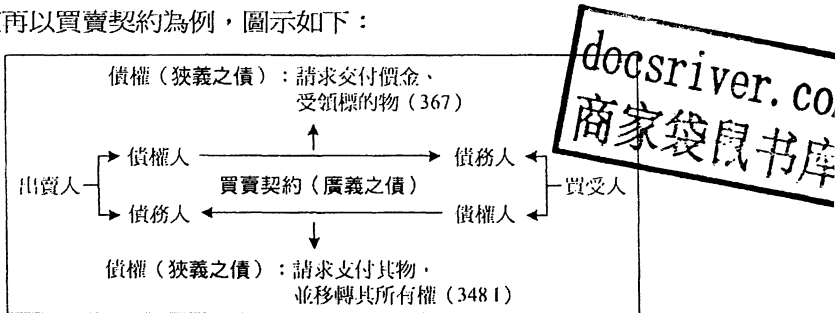 再以買賣契約為例，圖示如下：
債權（狹義之債）：請求交付價金、
受領標的物（367）
債權人 債務人
出賣人 買賣契約（廣義之債） 買受人
債務人 債權人
債權（狹義之債）：請求支付其物，
並移轉其所有權（348 I）
docsriver.co
商家袋鼠书库